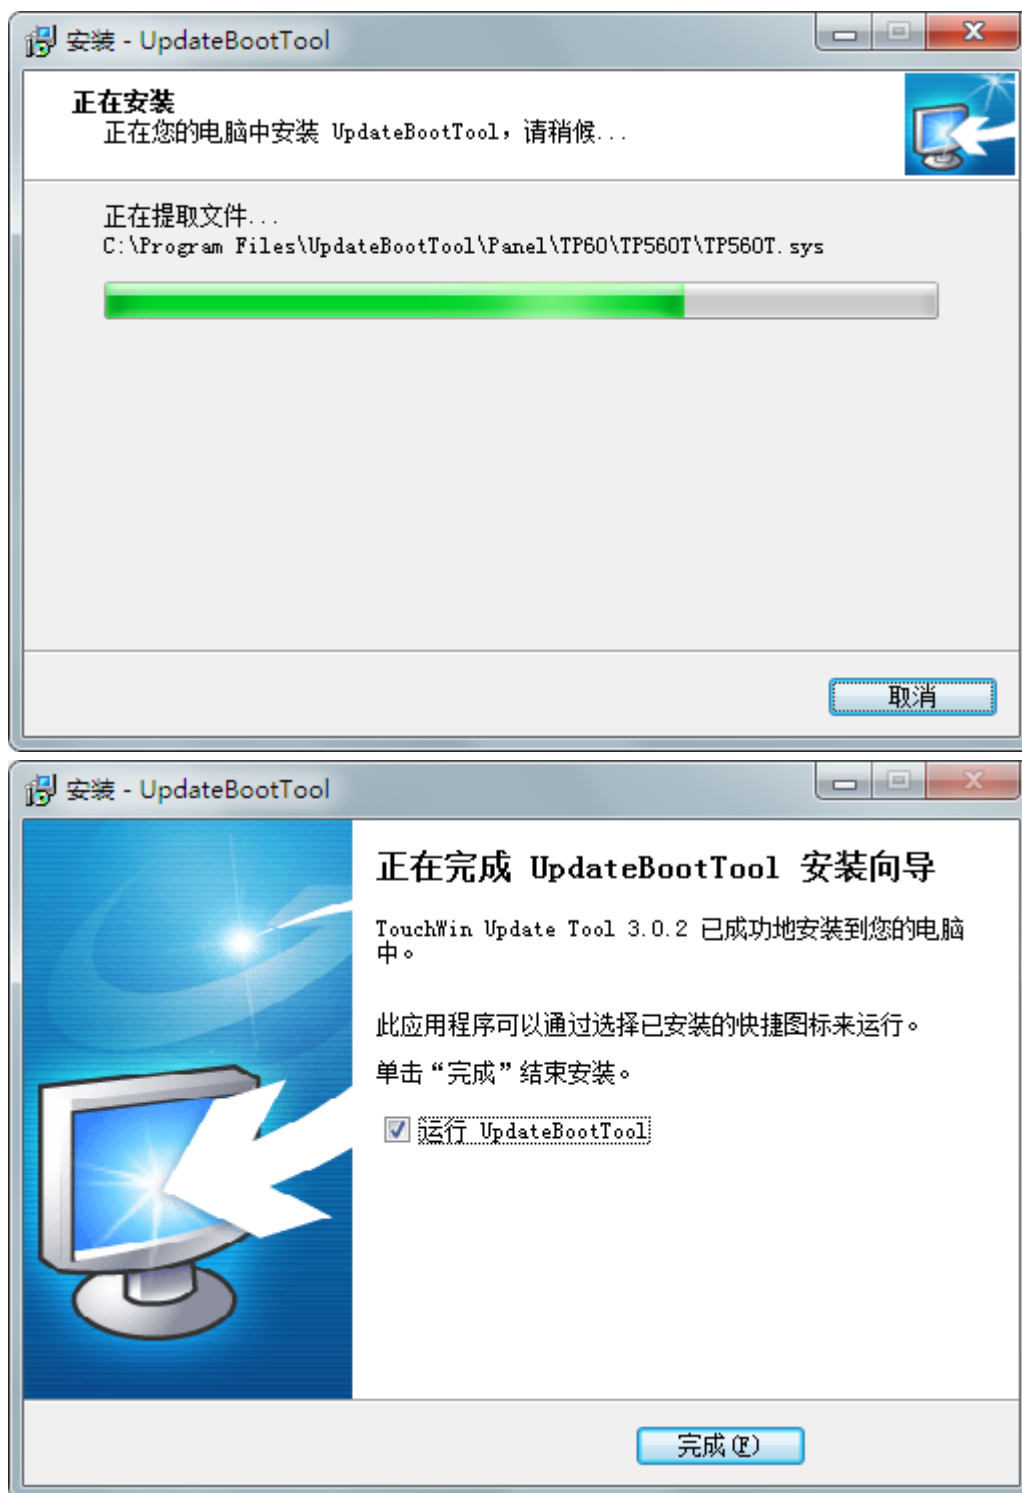 安装 - UpdateBootTool
正在安装
正在您的电脑中安装 UpdateBootTool，请稍候...
正在提取文件...
C:\Program Files\UpdateBootTool\Panel\TP60\TP560T\TP560T.sys
取消
安装 - UpdateBootTool
正在完成 UpdateBootTool 安装向导
TouchWin Update Tool 3.0.2 已成功地安装到您的电脑
中。
此应用程序可以通过选择已安装的快捷图标来运行。
单击“完成”结束安装。
运行 UpdateBootTool
完成(F)